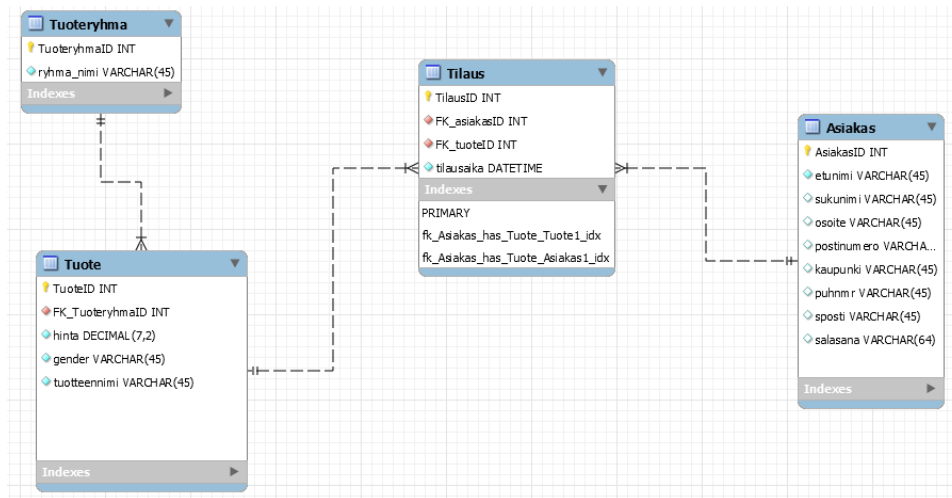 Tuoteryhma
TuoteryhmaID INT
ryhma_nimi VARCHAR(45)
Indexes
Tuote
TuoteID INT
FK_TuoteryhmaID INT
hinta DECIMAL(7,2)
gender VARCHAR(45)
tuotteennimi VARCHAR(45)
Indexes
Tilaus
TilausID INT
FK_asiakasID INT
FK_tuoteID INT
tilausaika DATETIME
Indexes
PRIMARY
fk_Asiakas_has_Tuote_Tuote1_idx
fk_Asiakas_has_Tuote_Asiakas1_idx
Asiakas
AsiakasID INT
etunimi VARCHAR(45)
sukunimi VARCHAR(45)
osoite VARCHAR(45)
postinumero VARCHA...
kaupunki VARCHAR(45)
puhnmr VARCHAR(45)
sposti VARCHAR(45)
salasana VARCHAR(64)
Indexes